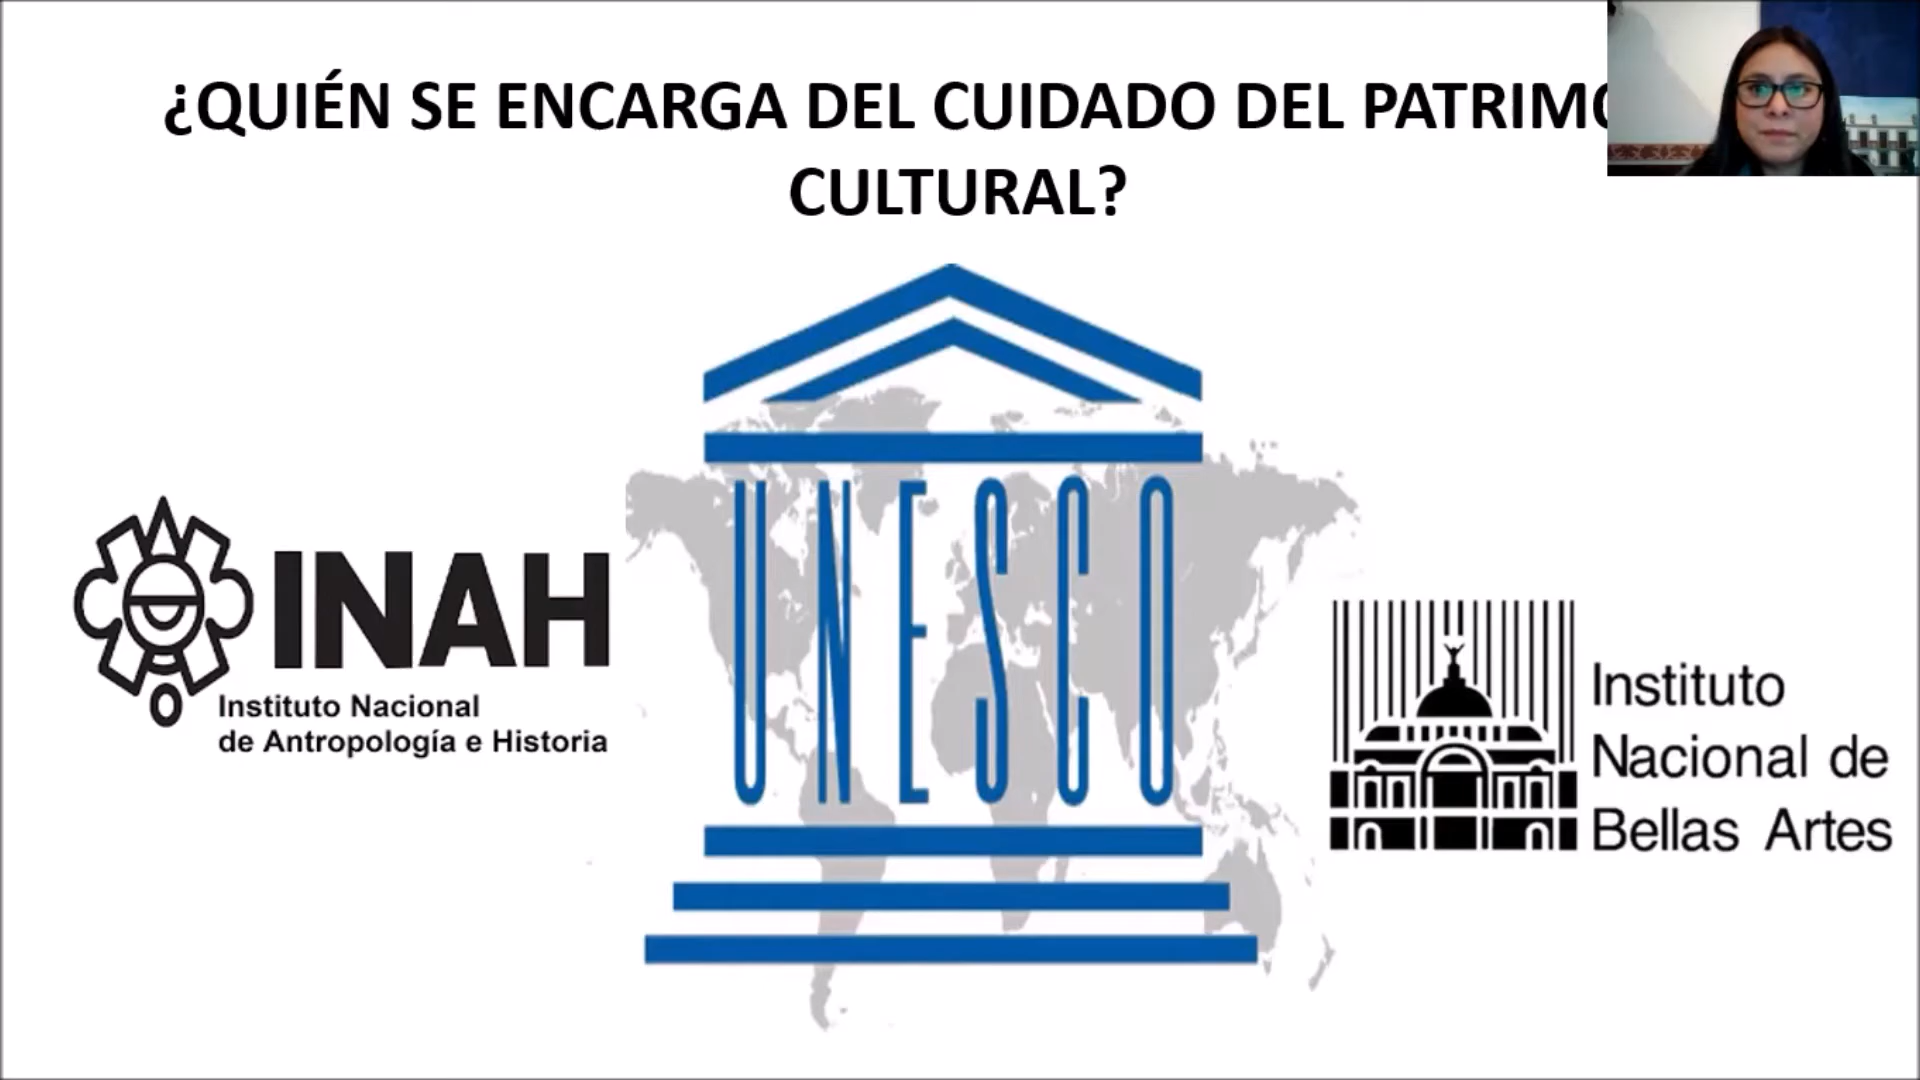 ¿QUIÉN SE ENCARGA DEL CUIDADO DEL
CULTURAL?
UNESCO
INAH
Instituto Nacional
de Antropología e Historia
Instituto
Nacional de
Bellas Artes